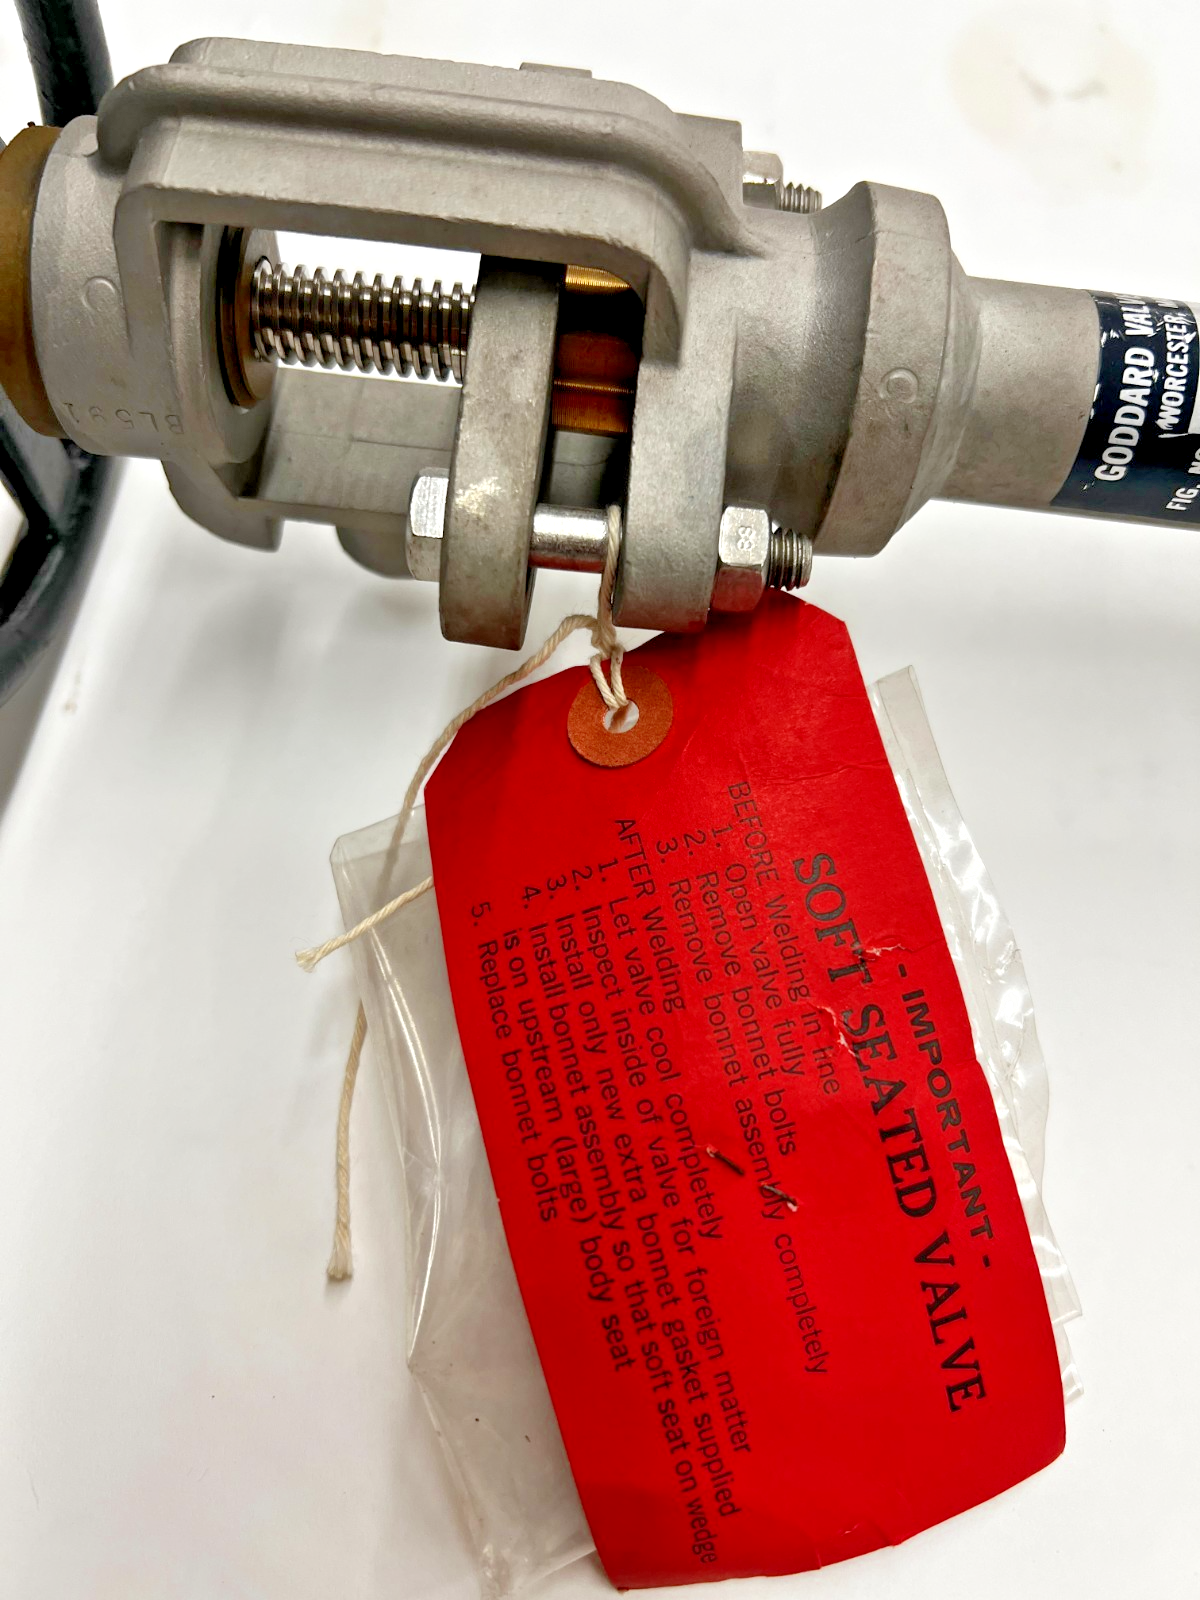 - IMPORTANT -
SOFT SEATED VALVE
BEFORE Welding in line
1. Open valve fully
2. Remove bonnet bolts
3. Remove bonnet assembly completely
AFTER Welding
1. Let valve cool completely
2. Inspect inside of valve for foreign matter
3. Install only new extra bonnet gasket supplied
4. Install bonnet assembly so that soft seat on wedge
is on upstream (large) body seat
5. Replace bonnet bolts
GODDARD
WORCESTER,
FIG.
BL591